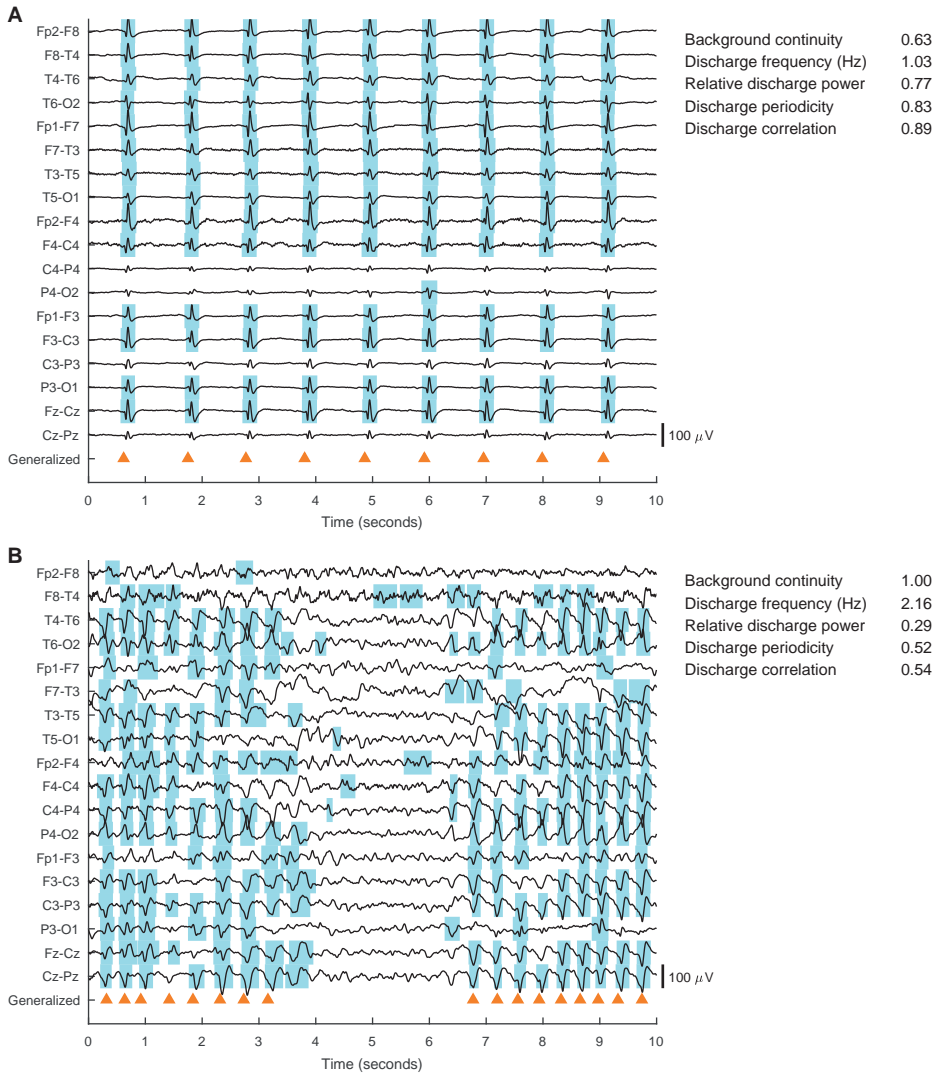 A
Fp2-F8
F8-T4
T4-T6
T6-O2
Fp1-F7
F7-T3
T3-T5
T5-O1
Fp2-F4
F4-C4
C4-P4
P4-O2
Fp1-F3
F3-C3
C3-P3
P3-O1
Fz-Cz
Cz-Pz
Generalized
0 1 2 3 4 5 6 7 8 9 10
Time (seconds)
100 μV
Background continuity 0.63
Discharge frequency (Hz) 1.03
Relative discharge power 0.77
Discharge periodicity 0.83
Discharge correlation 0.89
B
Fp2-F8
F8-T4
T4-T6
T6-O2
Fp1-F7
F7-T3
T3-T5
T5-O1
Fp2-F4
F4-C4
C4-P4
P4-O2
Fp1-F3
F3-C3
C3-P3
P3-O1
Fz-Cz
Cz-Pz
Generalized
0 1 2 3 4 5 6 7 8 9 10
Time (seconds)
100 μV
Background continuity 1.00
Discharge frequency (Hz) 2.16
Relative discharge power 0.29
Discharge periodicity 0.52
Discharge correlation 0.54